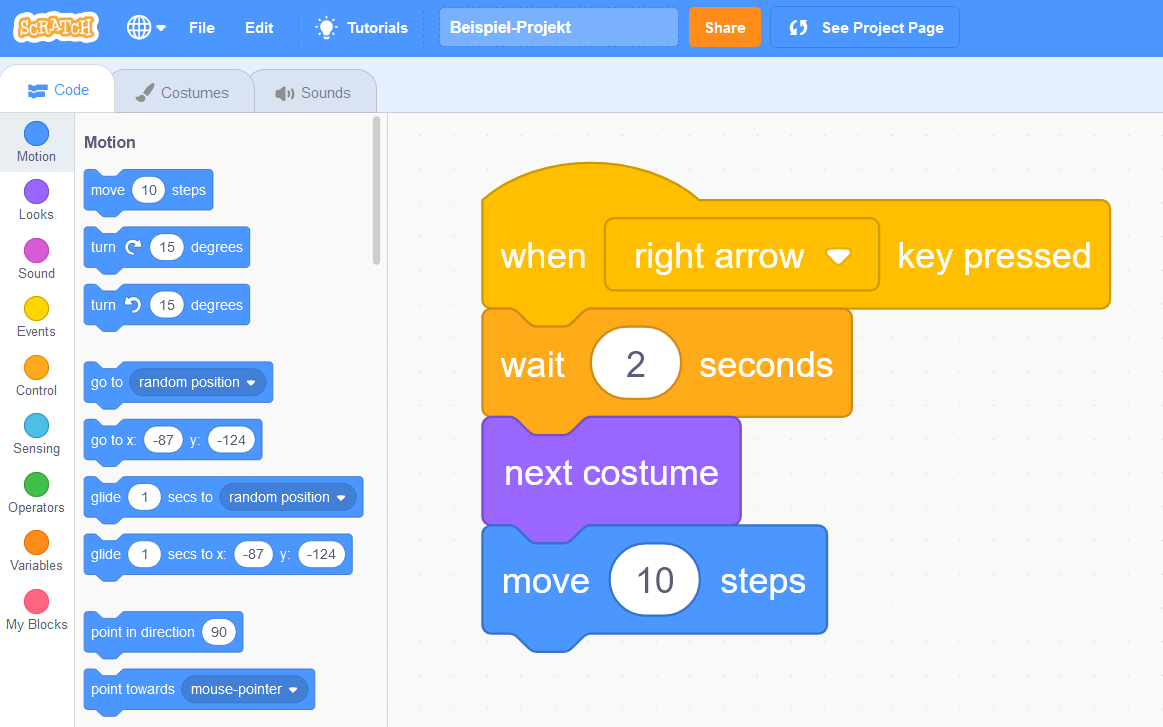 SCRATCH File Edit Tutorials Beispiel-Projekt Share See Project Page
Code Costumes Sounds
Motion
Looks
Sound
Events
Control
Sensing
Operators
Variables
My Blocks
Motion
move 10 steps
turn 15 degrees
turn 15 degrees
go to random position
go to x: -87 y: -124
glide 1 secs to random position
glide 1 secs to x: -87 y: -124
point in direction 90
point towards mouse-pointer
when right arrow key pressed
wait 2 seconds
next costume
move 10 steps